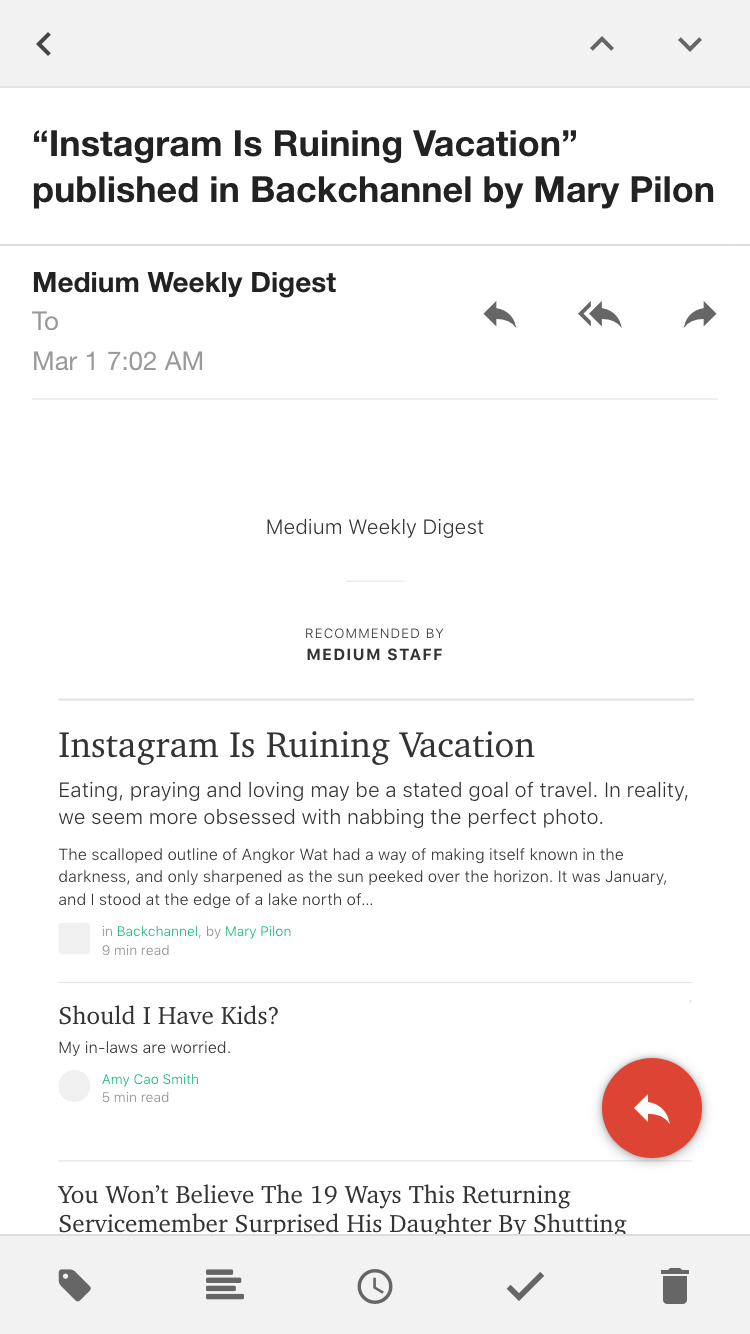 “Instagram Is Ruining Vacation”
published in Backchannel by Mary Pilon
Medium Weekly Digest
To
Mar 1 7:02 AM
Medium Weekly Digest
RECOMMENDED BY
MEDIUM STAFF
Instagram Is Ruining Vacation
Eating, praying and loving may be a stated goal of travel. In reality,
we seem more obsessed with nabbing the perfect photo.
The scalloped outline of Angkor Wat had a way of making itself known in the
darkness, and only sharpened as the sun peeked over the horizon. It was January,
and I stood at the edge of a lake north of...
in Backchannel, by Mary Pilon
9 min read
Should I Have Kids?
My in-laws are worried.
Amy Cao Smith
5 min read
You Won’t Believe The 19 Ways This Returning
Servicemember Surprised His Daughter By Shutting